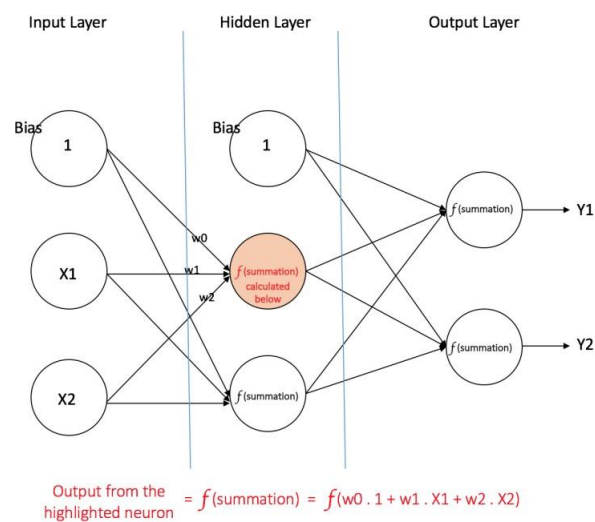 Input Layer
Hidden Layer
Output Layer
Bias
1
Bias
1
f(summation)
Y1
w0
X1
w1
f(summation)
calculated
below
w2
f(summation)
Y2
X2
f(summation)
Output from the
highlighted neuron
= f(summation) = f(w0 . 1 + w1 . X1 + w2 . X2)